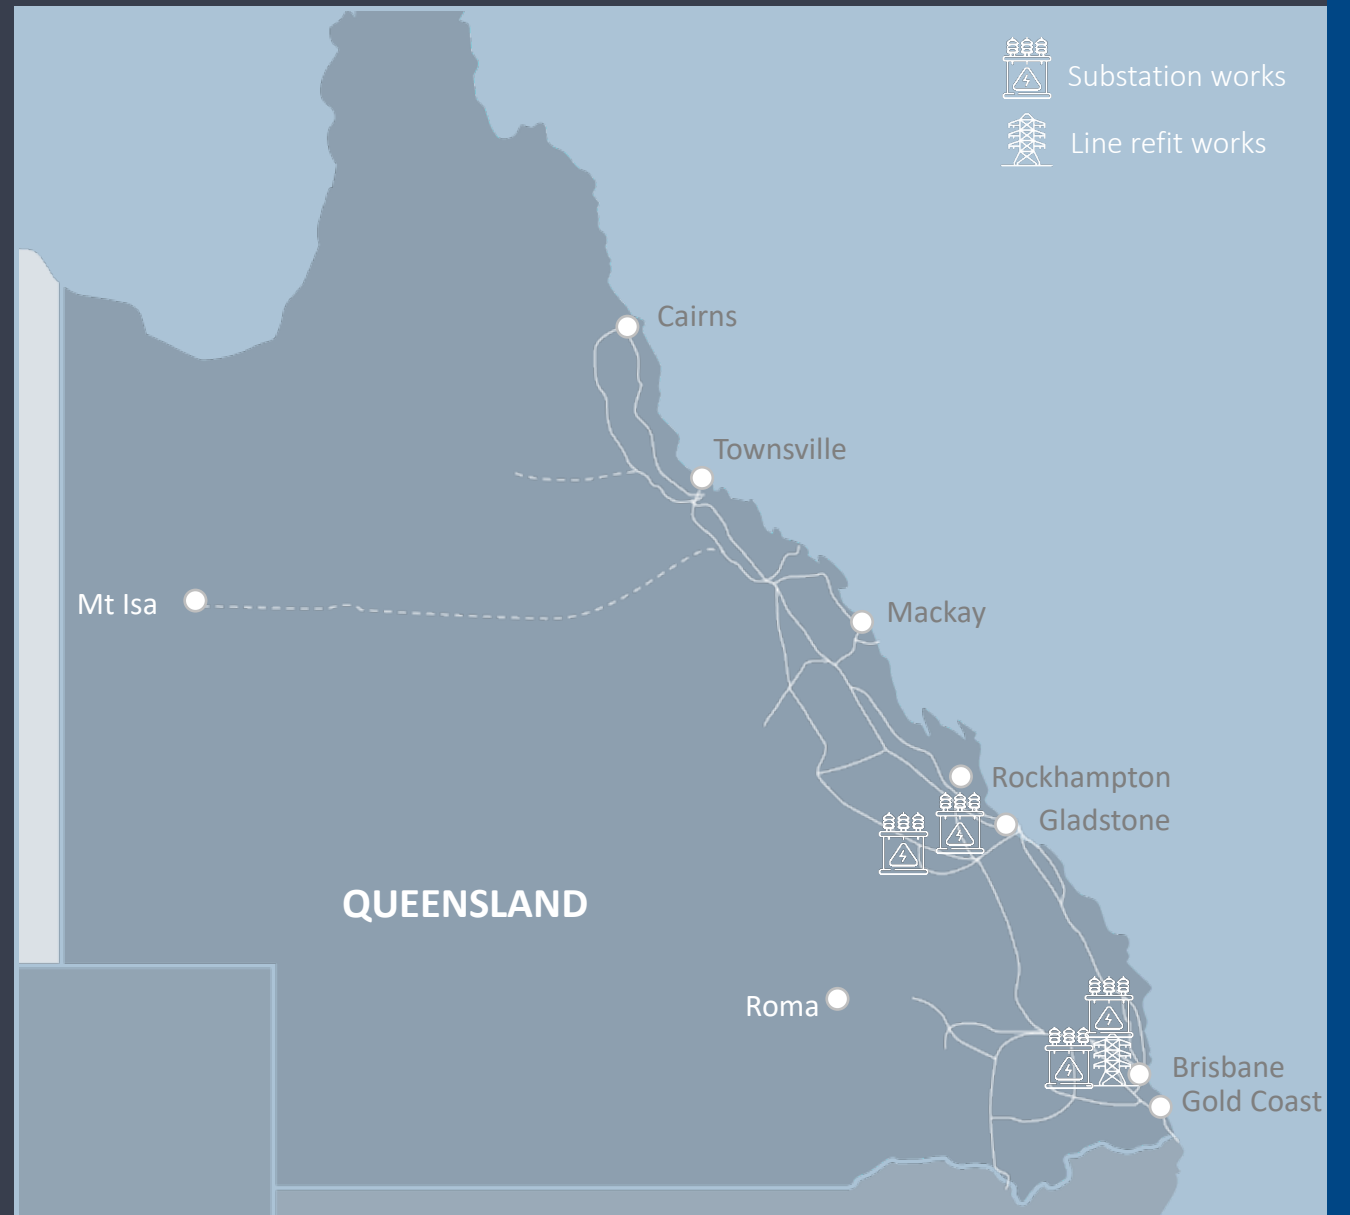 Substation works
Line refit works
Cairns
Townsville
Mt Isa
Mackay
Rockhampton
Gladstone
QUEENSLAND
Roma
Brisbane
Gold Coast